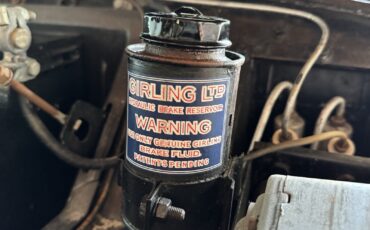 GIRLING LTD
HYDRAULIC BRAKE RESERVOIR
WARNING
USE ONLY GENUINE GIRLING
BRAKE FLUID.
PATENTS PENDING